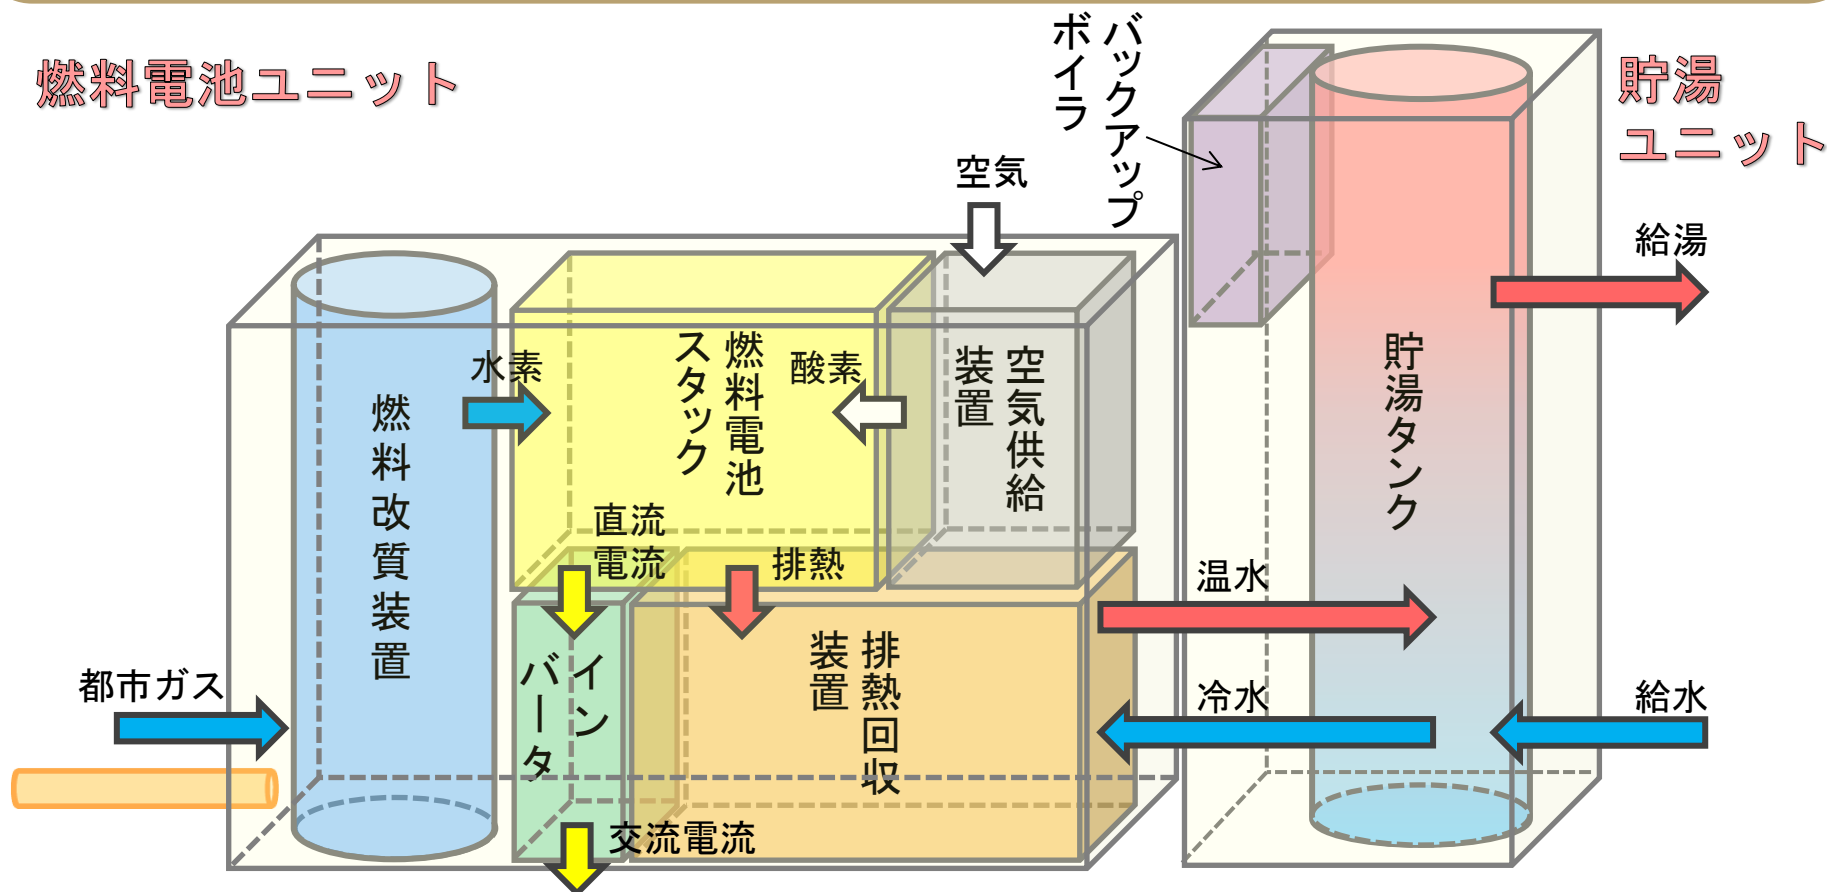 燃料電池ユニット
バックアップ
ボイラ
貯湯
ユニット
空気
給湯
水素
燃料電池
スタック
酸素
空気供給
装置
貯湯タンク
燃料改質装置
直流
電流
排熱
温水
イン
バータ
排熱回収
装置
都市ガス
冷水
給水
交流電流